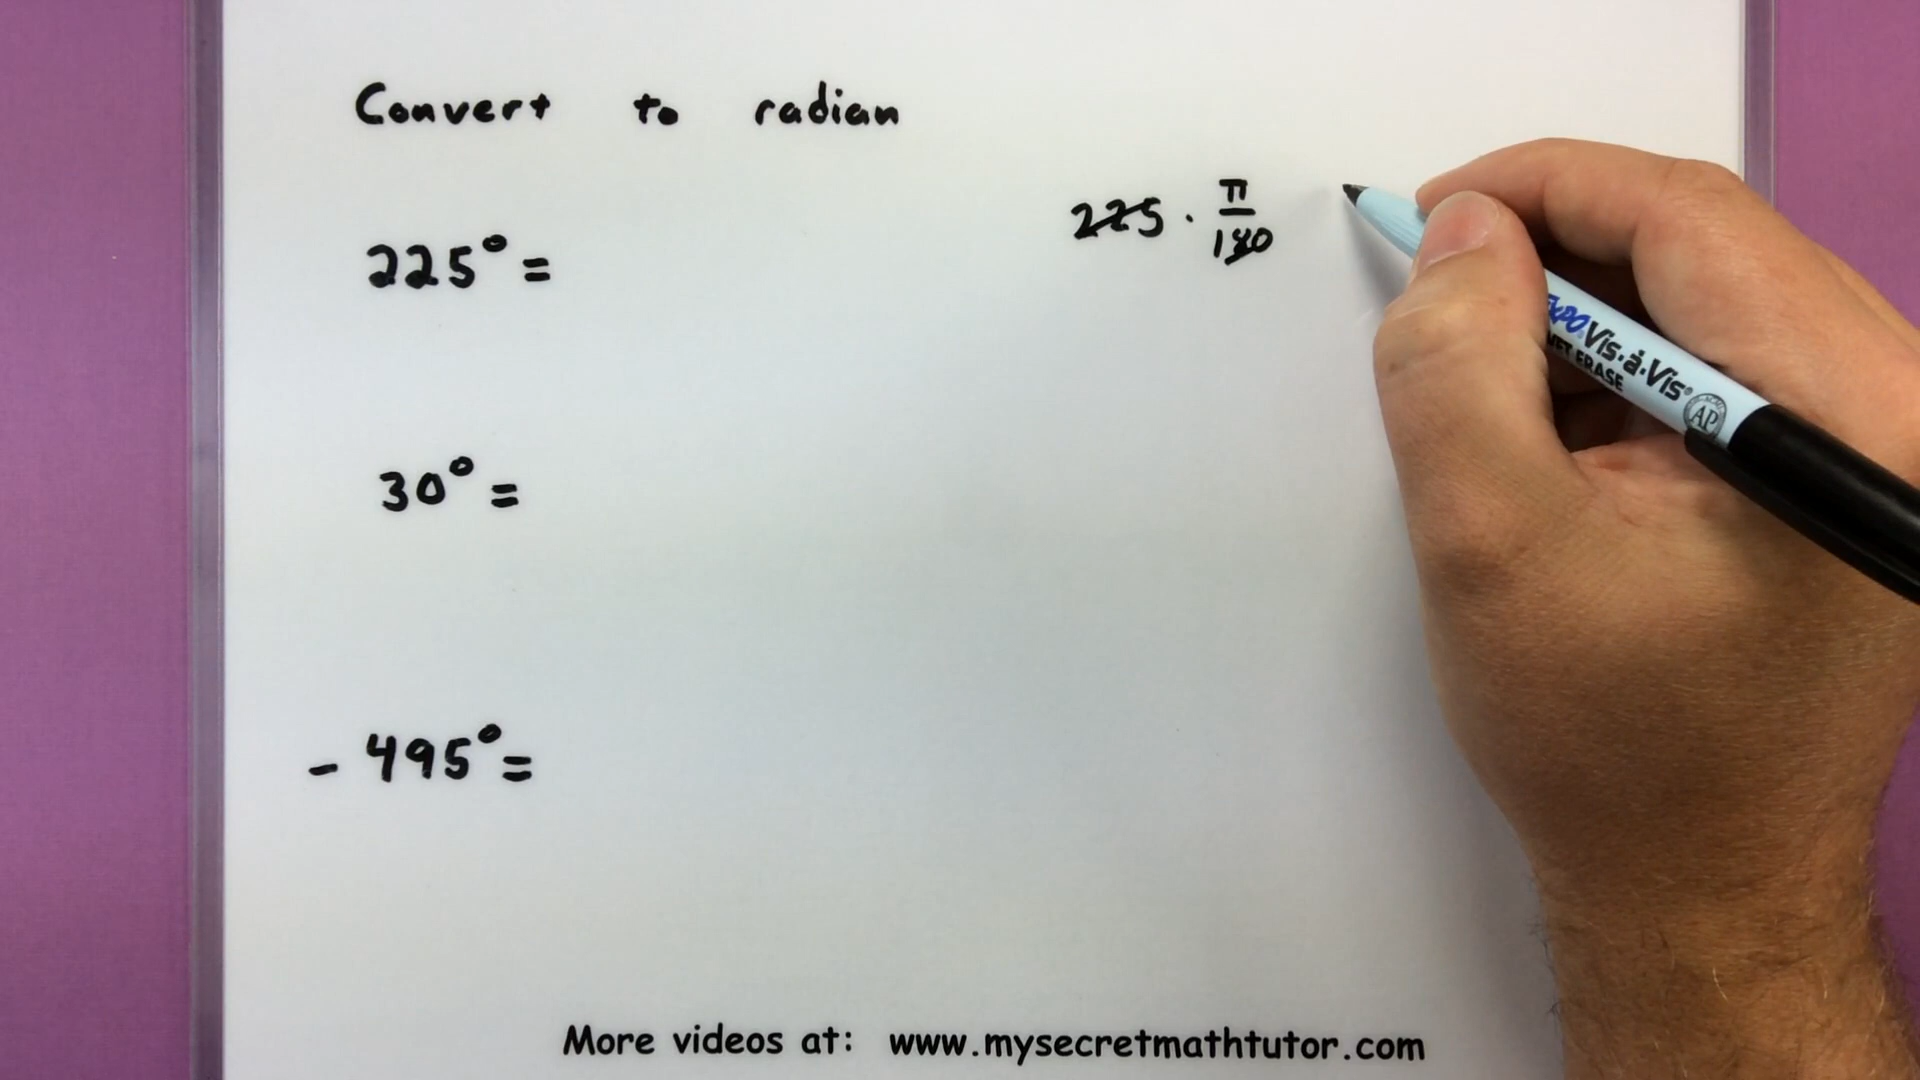 Convert to radian
225 · π/180
225° =
30° =
- 495° =
EXPO Vis·à·Vis®
WET ERASE
AP
More videos at: www.mysecretmathtutor.com